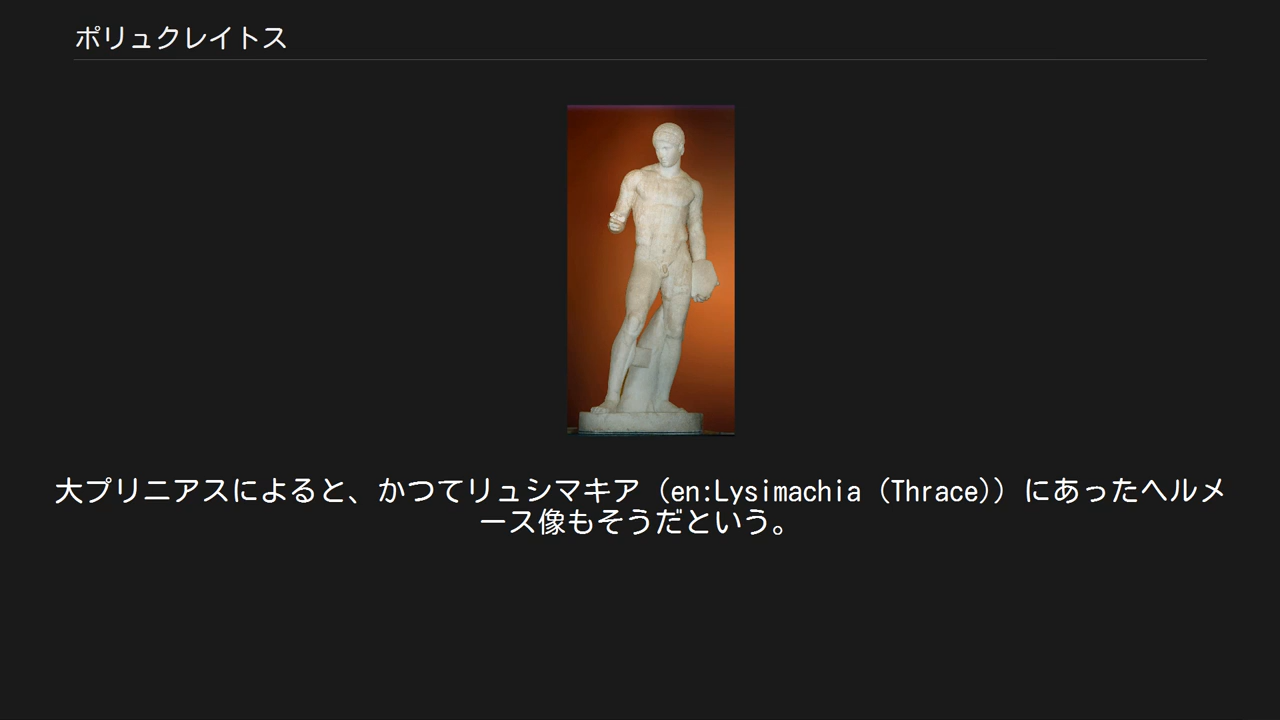 ポリュクレイトス
大プリニアスによると、かつてリュシマキア（en:Lysimachia（Thrace)）にあったヘルメ
ース像もそうだという。